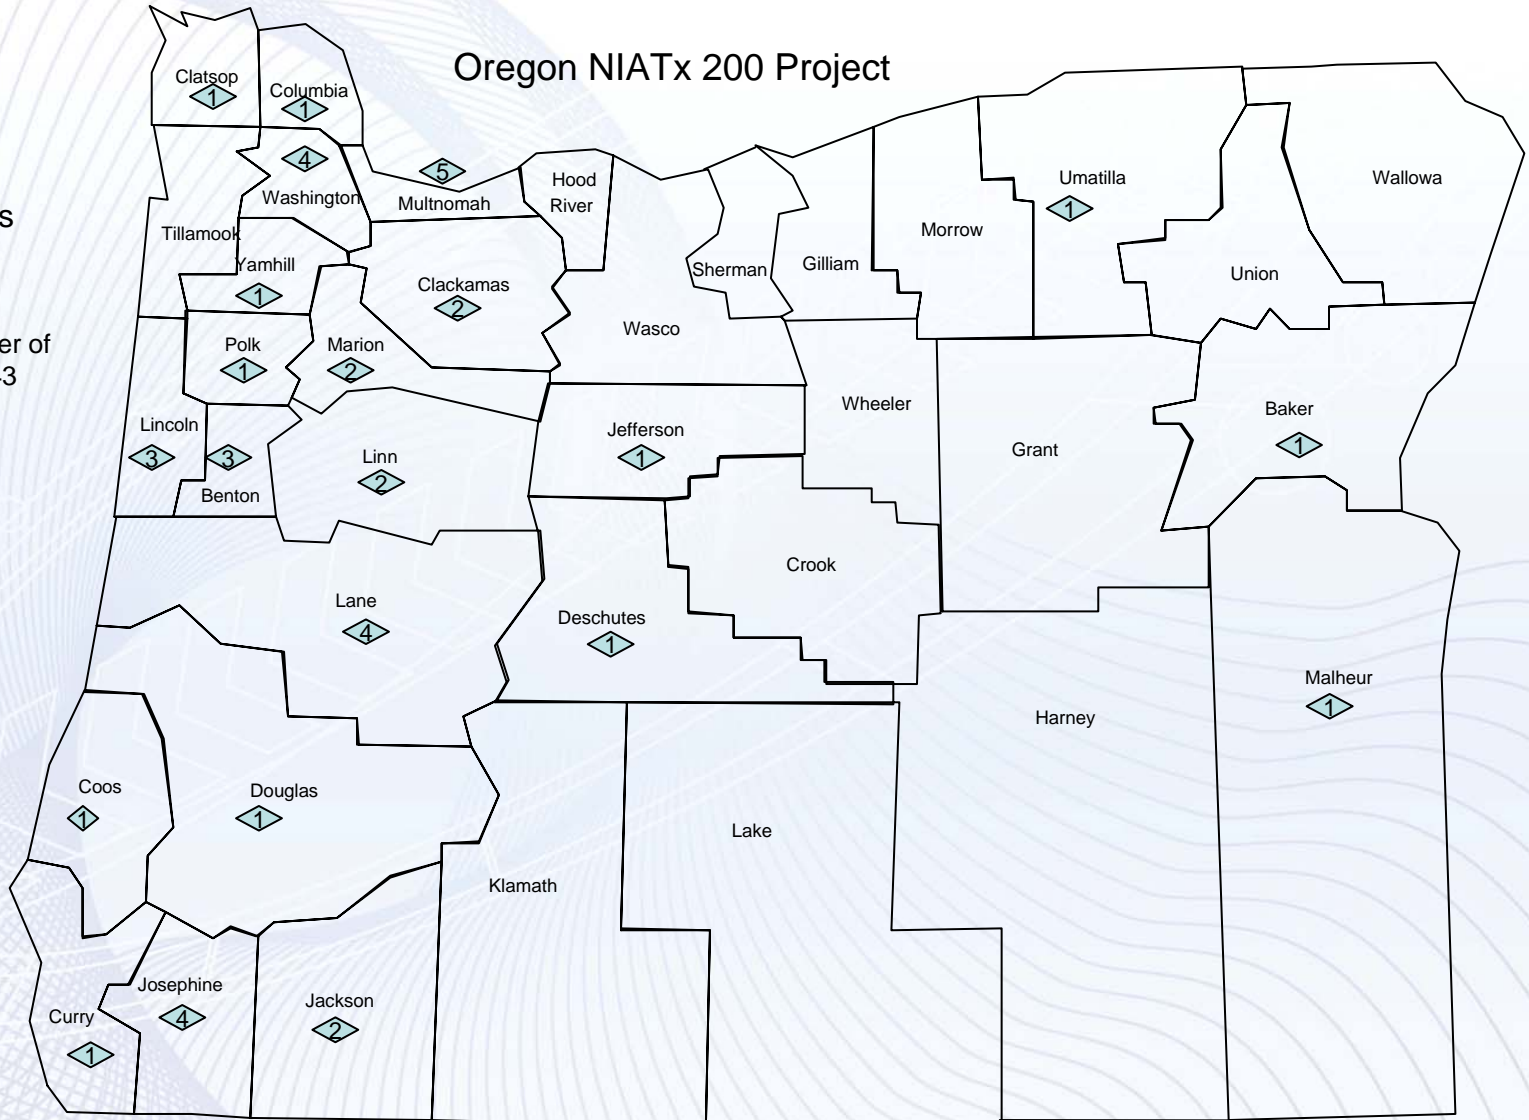 Oregon NIATx 200 Project
Clatsop
1
Columbia
1
4
Washington
5
Multnomah
Hood
River
Umatilla
1
Wallowa
s
Tillamook
Morrow
Yamhill
1
Clackamas
2
Sherman
Gilliam
Union
Wasco
er of
3
Polk
1
Marion
2
Wheeler
Baker
1
Lincoln
3
3
Benton
Linn
2
Jefferson
1
Grant
Crook
Lane
4
Deschutes
1
Malheur
1
Harney
Coos
1
Douglas
1
Lake
Klamath
Josephine
4
Jackson
2
Curry
1